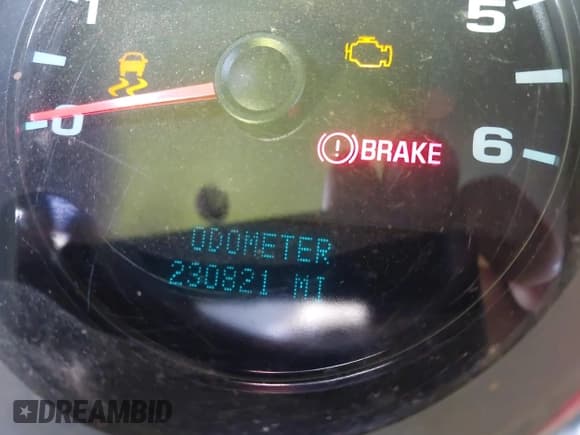 1
5
0
BRAKE
6
ODOMETER
230821 MI
DREAMBID